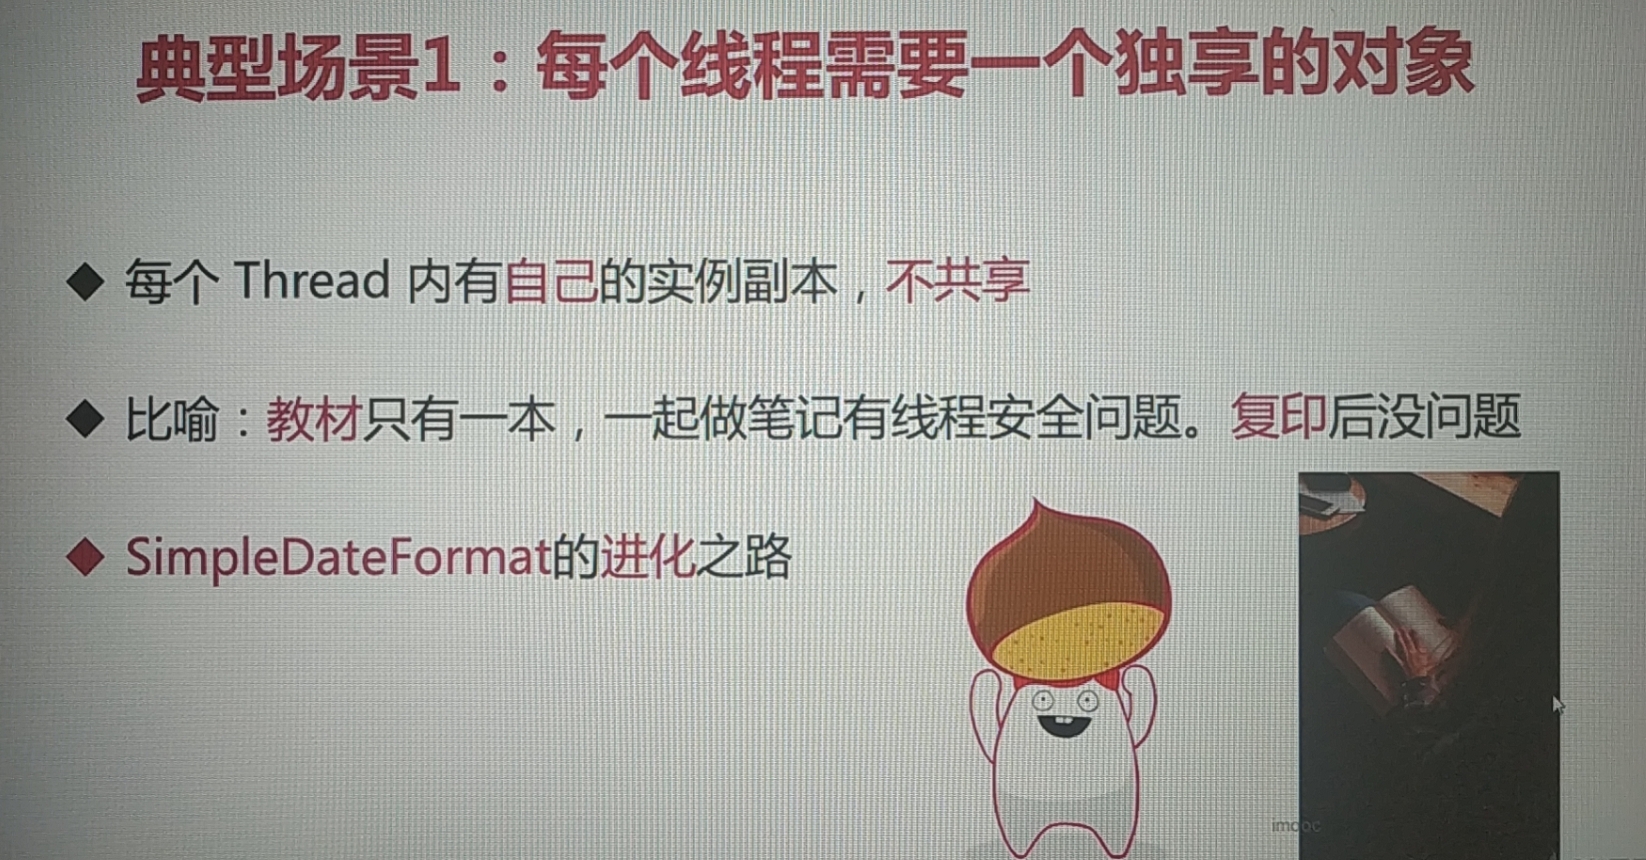 典型场景1：每个线程需要一个独享的对象
每个 Thread 内有自己的实例副本，不共享
比喻：教材只有一本，一起做笔记有线程安全问题。复印后没问题
SimpleDateFormat的进化之路
imooc